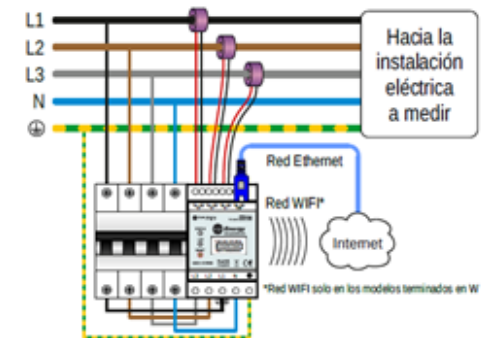 L1
L2
L3
N
Hacia la
instalación
eléctrica
a medir
Red Ethernet
Red WIFI*
Internet
*Red WIFI solo en los modelos terminados en W